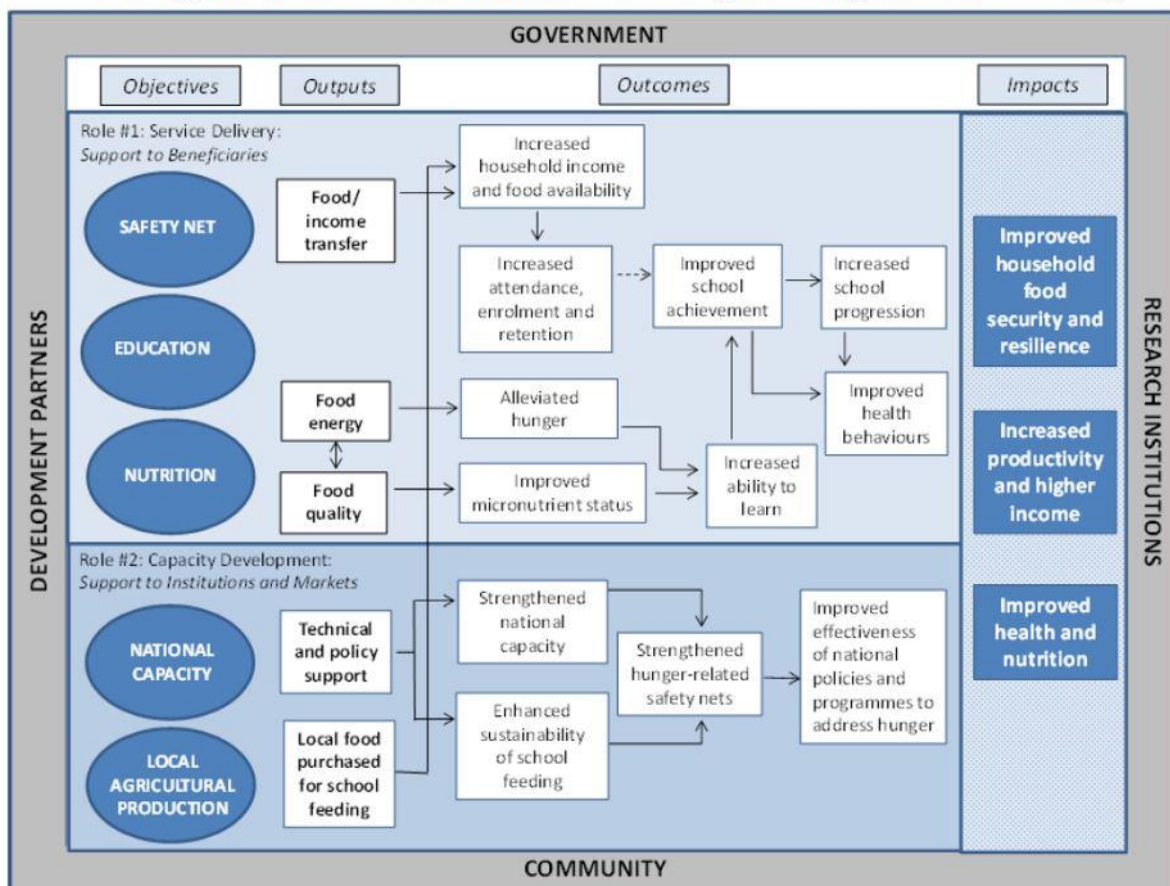 GOVERNMENT
Objectives
Outputs
Outcomes
Impacts
DEVELOPMENT PARTNERS
RESEARCH INSTITUTIONS
Role #1: Service Delivery:
Support to Beneficiaries
SAFETY NET
EDUCATION
NUTRITION
Food/
income
transfer
Food
energy
Food
quality
Increased
household income
and food availability
Increased
attendance,
enrolment and
retention
Improved
school
achievement
Increased
school
progression
Alleviated
hunger
Improved
micronutrient status
Increased
ability to
learn
Improved
health
behaviours
Improved
household
food
security and
resilience
Increased
productivity
and higher
income
Improved
health and
nutrition
Role #2: Capacity Development:
Support to Institutions and Markets
NATIONAL
CAPACITY
LOCAL
AGRICULTURAL
PRODUCTION
Technical
and policy
support
Local food
purchased
for school
feeding
Strengthened
national
capacity
Enhanced
sustainability
of school
feeding
Strengthened
hunger-related
safety nets
Improved
effectiveness
of national
policies and
programmes to
address hunger
COMMUNITY